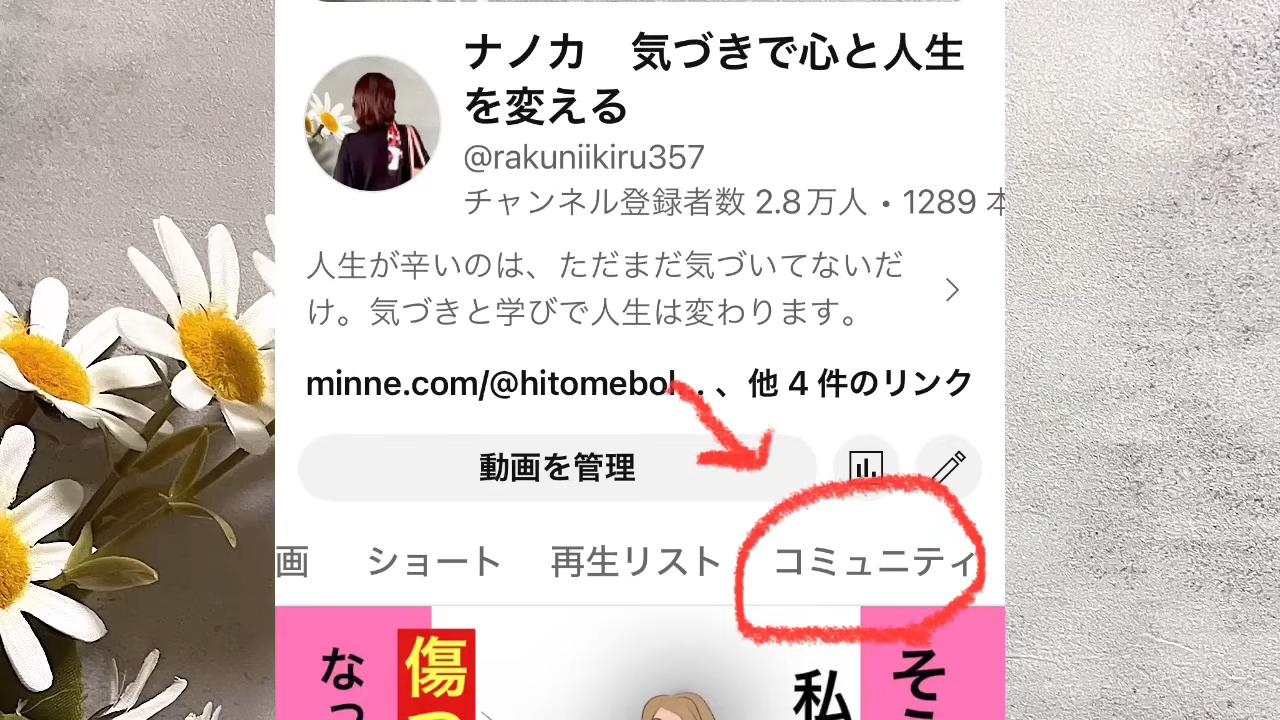 ナノカ　気づきで心と人生
を変える
@rakuniikiru357
チャンネル登録者数 2.8万人・1289
人生が辛いのは、ただまだ気づいてないだ
け。気づきと学びで人生は変わります。
minne.com/@hitomebol... 、他 4 件のリンク
動画を管理
画 ショート 再生リスト コミュニティ
なっ
傷つ
私
そ